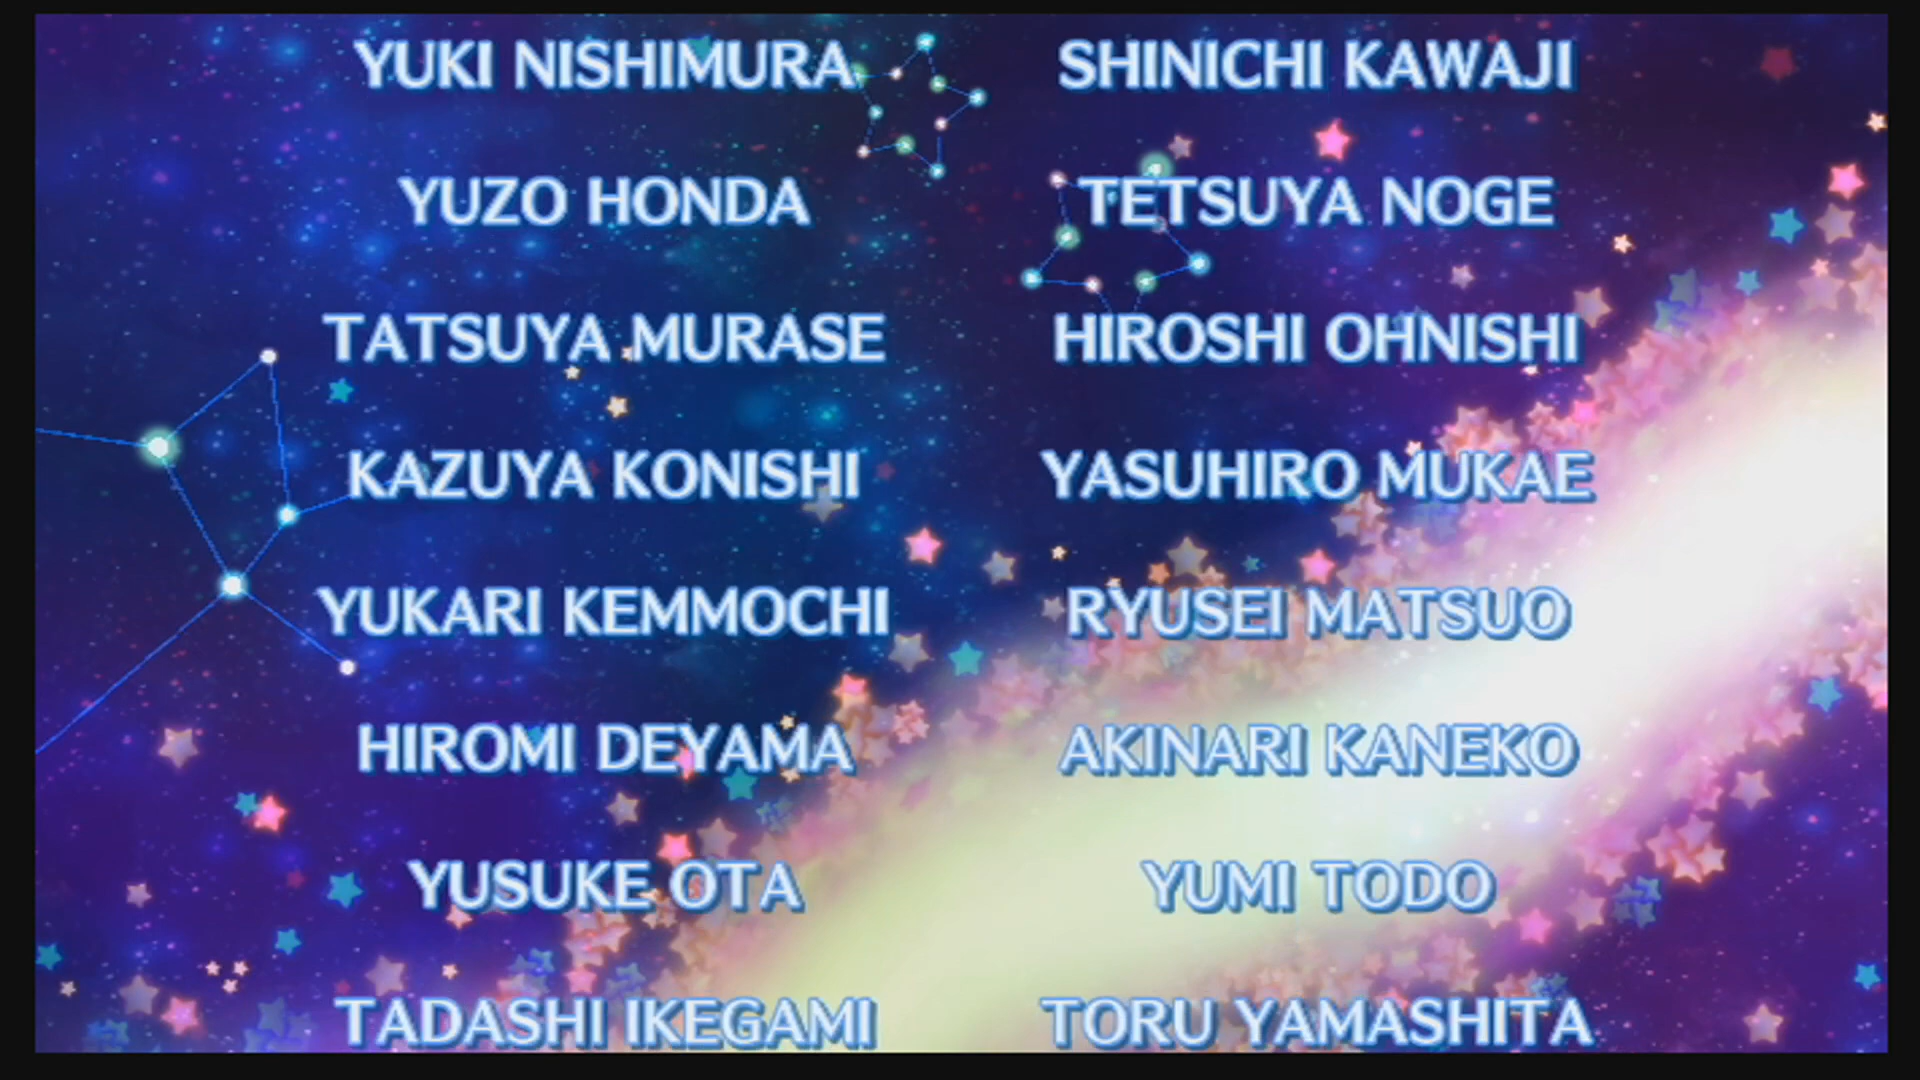 YUKI NISHIMURA
SHINICHI KAWAJI
YUZO HONDA
TETSUYA NOGE
TATSUYA MURASE
HIROSHI OHNISHI
KAZUYA KONISHI
YASUHIRO MUKAE
YUKARI KEMMOCHI
RYUSEI MATSUO
HIROMI DEYAMA
AKINARI KANEKO
YUSUKE OTA
YUMI TODO
TADASHI IKEGAMI
TORU YAMASHITA